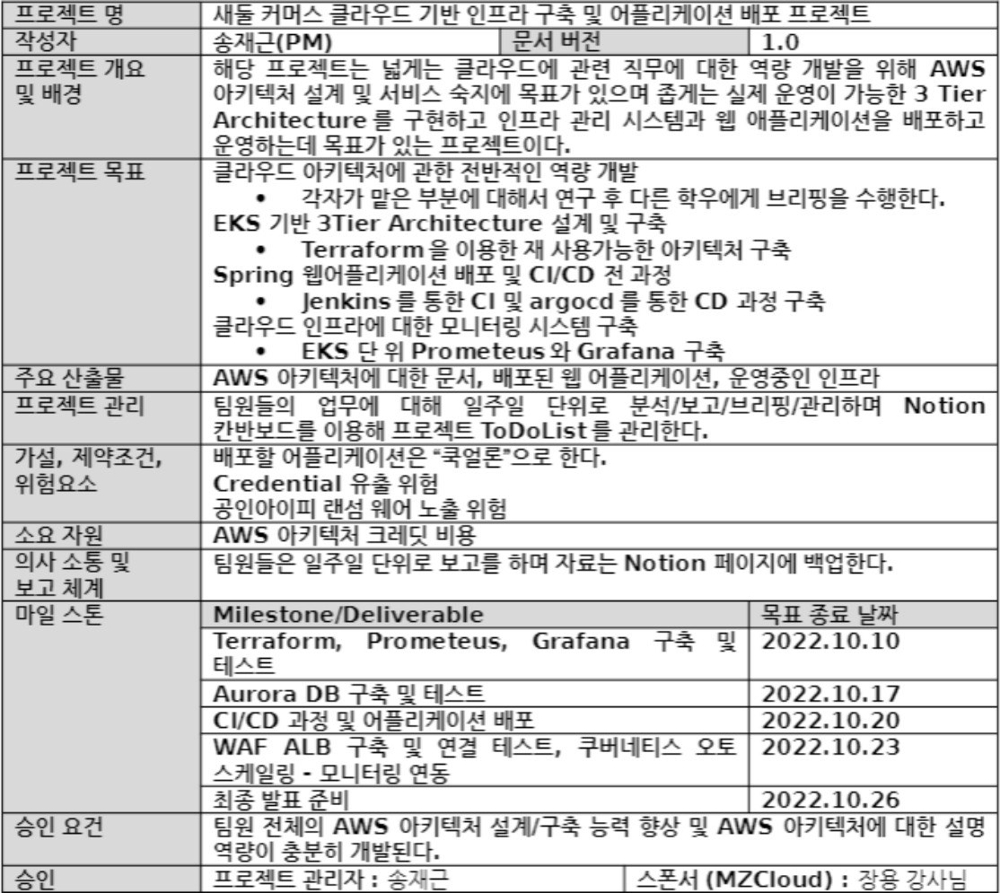 프로젝트 명 새둘 커머스 클라우드 기반 인프라 구축 및 어플리케이션 배포 프로젝트
작성자 송재근(PM) 문서 버전 1.0
프로젝트 개요 및 배경
해당 프로젝트는 넓게는 클라우드에 관련 직무에 대한 역량 개발을 위해 AWS
아키텍처 설계 및 서비스 숙지에 목표가 있으며 좁게는 실제 운영이 가능한 3 Tier
Architecture 를 구현하고 인프라 관리 시스템과 웹 애플리케이션을 배포하고
운영하는데 목표가 있는 프로젝트이다.
프로젝트 목표
클라우드 아키텍처에 관한 전반적인 역량 개발
• 각자가 맡은 부분에 대해서 연구 후 다른 학우에게 브리핑을 수행한다.
EKS 기반 3Tier Architecture 설계 및 구축
• Terraform 을 이용한 재 사용가능한 아키텍처 구축
Spring 웹어플리케이션 배포 및 CI/CD 전 과정
• Jenkins 를 통한 CI 및 argocd 를 통한 CD 과정 구축
클라우드 인프라에 대한 모니터링 시스템 구축
• EKS 단 위 Prometeus 와 Grafana 구축
주요 산출물 AWS 아키텍처에 대한 문서, 배포된 웹 어플리케이션, 운영중인 인프라
프로젝트 관리
팀원들의 업무에 대해 일주일 단위로 분석/보고/브리핑/관리하며 Notion
칸반보드를 이용해 프로젝트 ToDoList 를 관리한다.
가설, 제약조건,
위험요소
배포할 어플리케이션은 “쿡얼론”으로 한다.
Credential 유출 위험
공인아이피 랜섬 웨어 노출 위험
소요 자원 AWS 아키텍처 크레딧 비용
의사 소통 및
보고 체계
팀원들은 일주일 단위로 보고를 하며 자료는 Notion 페이지에 백업한다.
마일 스톤 Milestone/Deliverable 목표 종료 날짜
Terraform, Prometeus, Grafana 구축 및 2022.10.10
테스트
Aurora DB 구축 및 테스트 2022.10.17
CI/CD 과정 및 어플리케이션 배포 2022.10.20
WAF ALB 구축 및 연결 테스트, 쿠버네티스 오토 2022.10.23
스케일링 - 모니터링 연동
최종 발표 준비 2022.10.26
승인 요건
팀원 전체의 AWS 아키텍처 설계/구축 능력 향상 및 AWS 아키텍처에 대한 설명
역량이 충분히 개발된다.
승인 프로젝트 관리자 : 송재근 스폰서 (MZCloud) : 장용 강사님